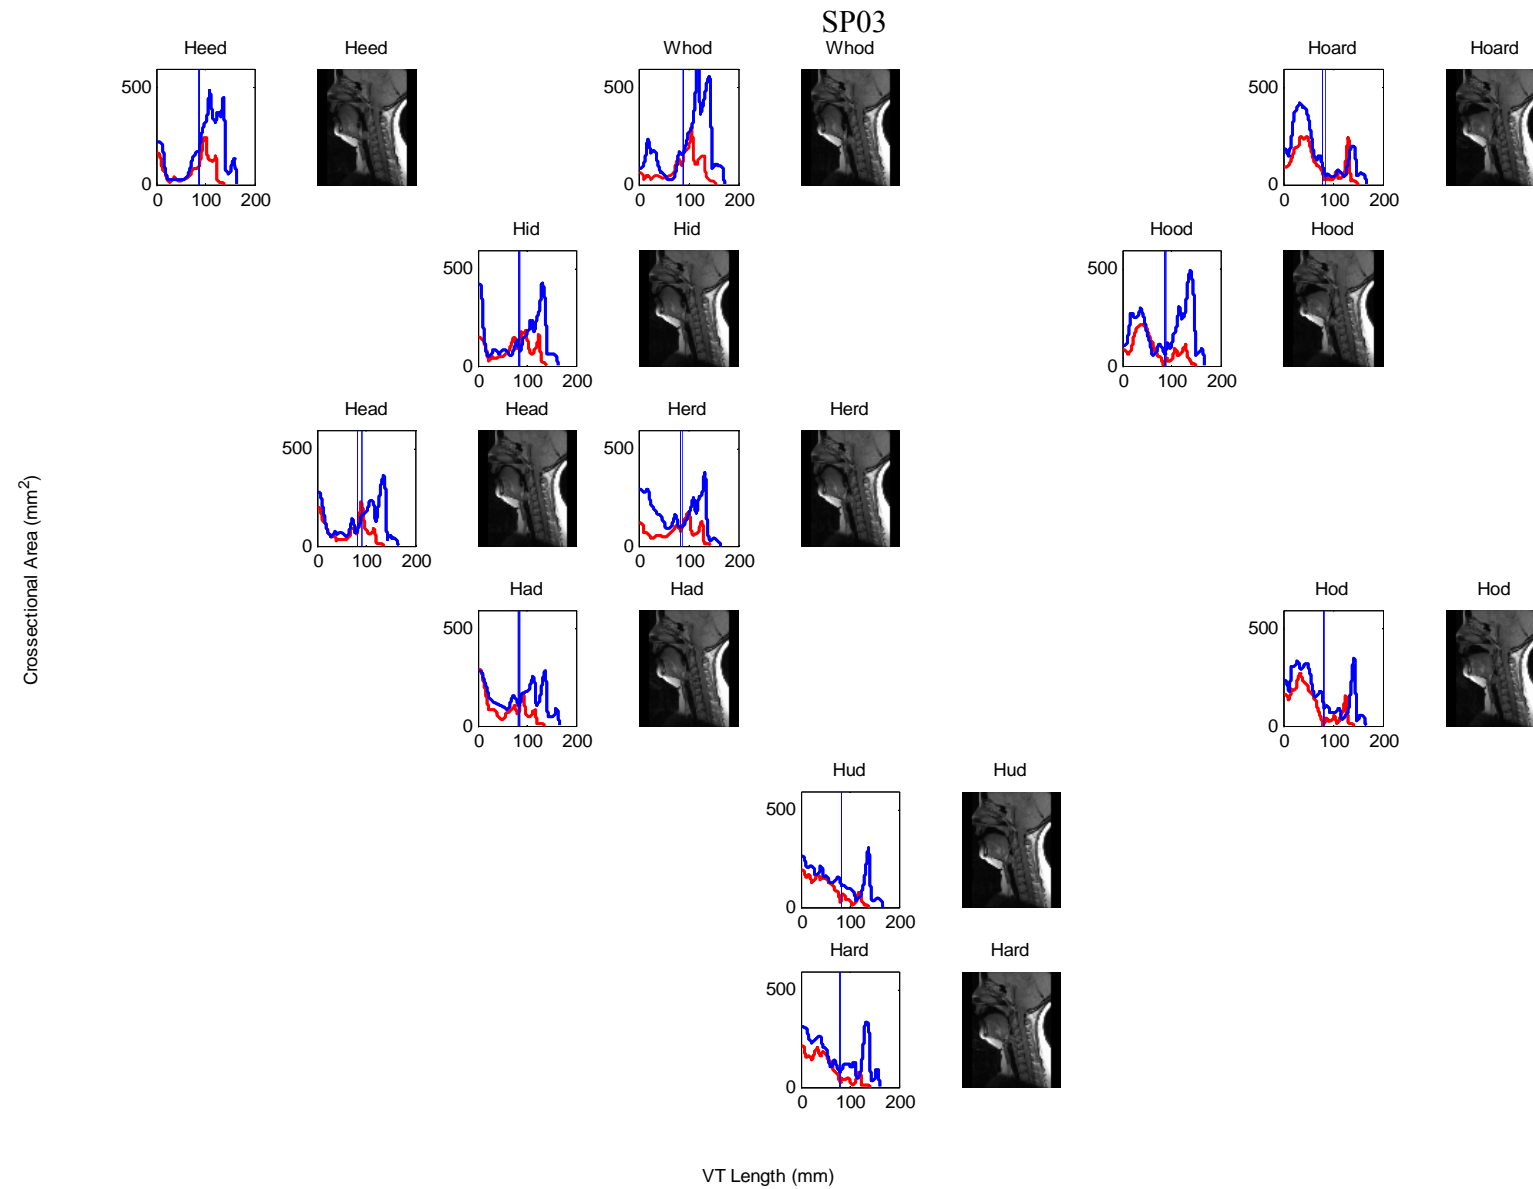 SP03
Heed Heed Whod Whod Hoard Hoard
500 500 500
0 0 0
0 100 200 0 100 200 0 100 200
Hid Hid Hood Hood
500 500
0 0
0 100 200 0 100 200
Head Head Herd Herd
500 500
0 0
0 100 200 0 100 200
Crossectional Area (mm²)
Had Had Hod Hod
500 500
0 0
0 100 200 0 100 200
Hud Hud
500
0
0 100 200
Hard Hard
500
0
0 100 200
VT Length (mm)